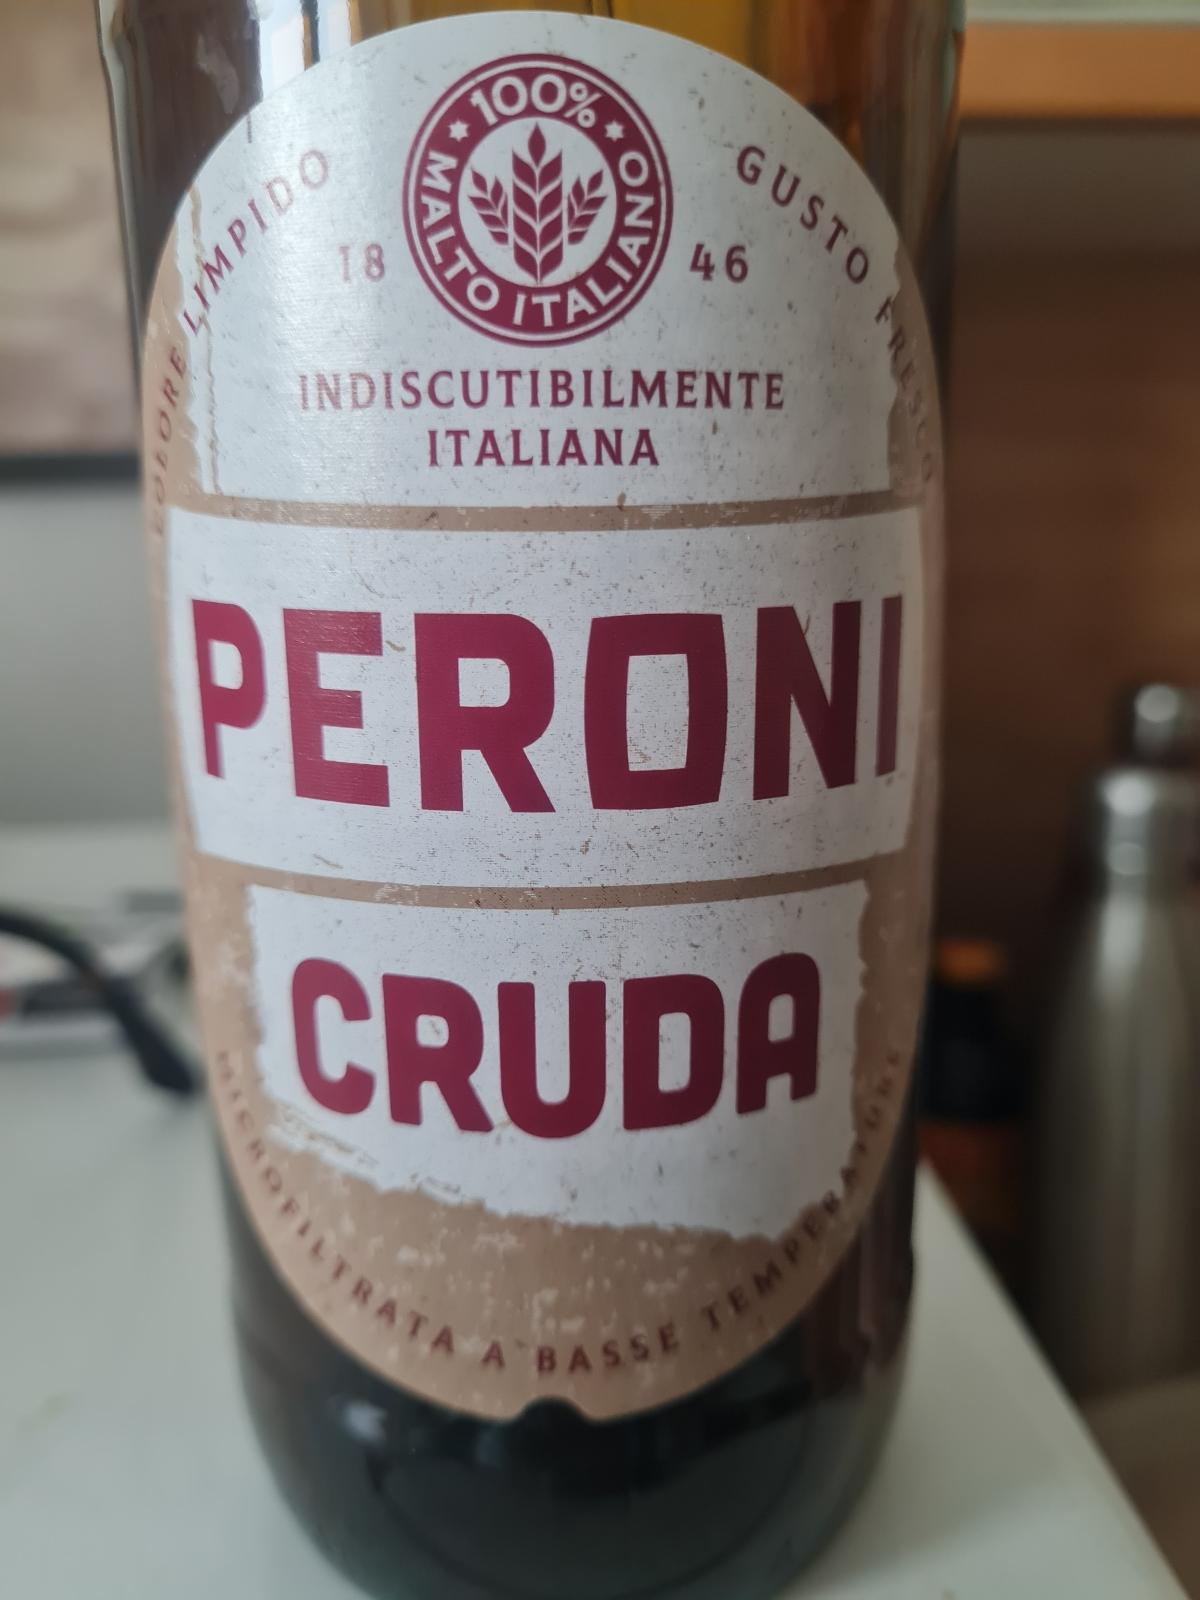 100%
MALTO ITALIANO
COLORE LIMPIDO
GUSTO FRESCO
18 46
INDISCUTIBILMENTE
ITALIANA
PERONI
CRUDA
MICROFILTRATA A BASSE TEMPERATURE